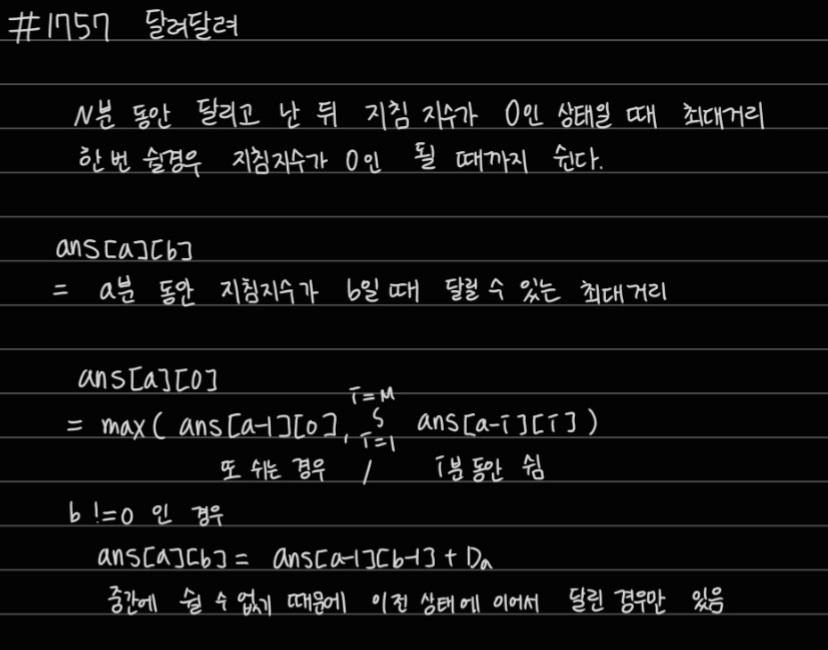 #1757 달려달려
N분 동안 달리고 난 뒤 지침 지수가 0인 상태일 때 최대거리
한번 쉴경우 지침지수가 0인 될 때까지 쉰다.
ans[a][b]
= a분 동안 지침지수가 b일 때 달릴 수 있는 최대거리
ans[a][0]
i=M
= max( ans[a-1][0], S ans[a-i][i] )
i=1
또 쉬는 경우 / i분 동안 쉼
b != 0 인 경우
ans[a][b] = ans[a-1][b-1] + Da
중간에 쉴 수 없기 때문에 이전 상태에 이어서 달린 경우만 있음